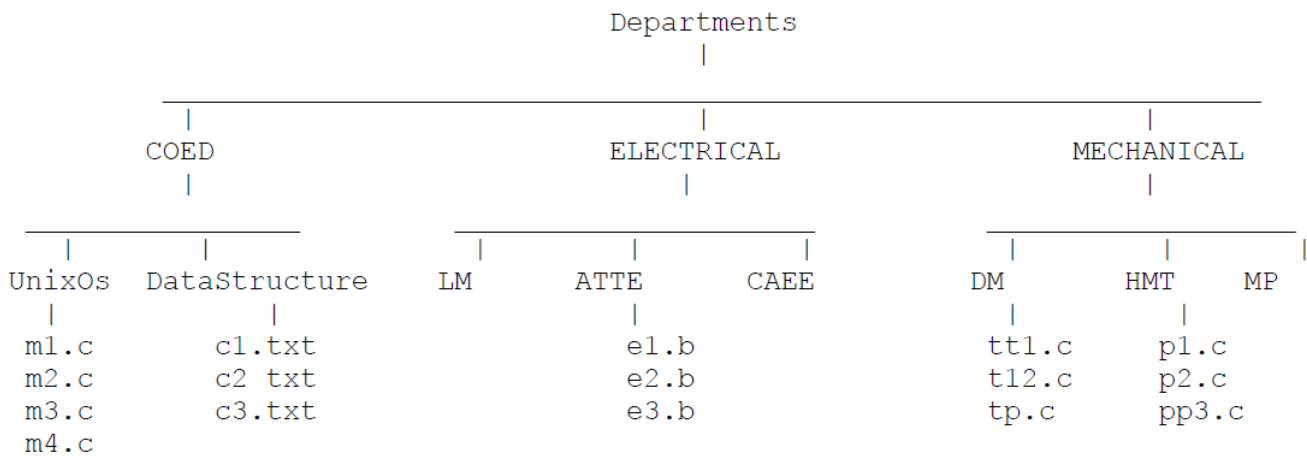 Departments
COED ELECTRICAL MECHANICAL
UnixOs DataStructure LM ATTE CAEE DM HMT MP
m1.c c1.txt e1.b tt1.c p1.c
m2.c c2 txt e2.b t12.c p2.c
m3.c c3.txt e3.b tp.c pp3.c
m4.c